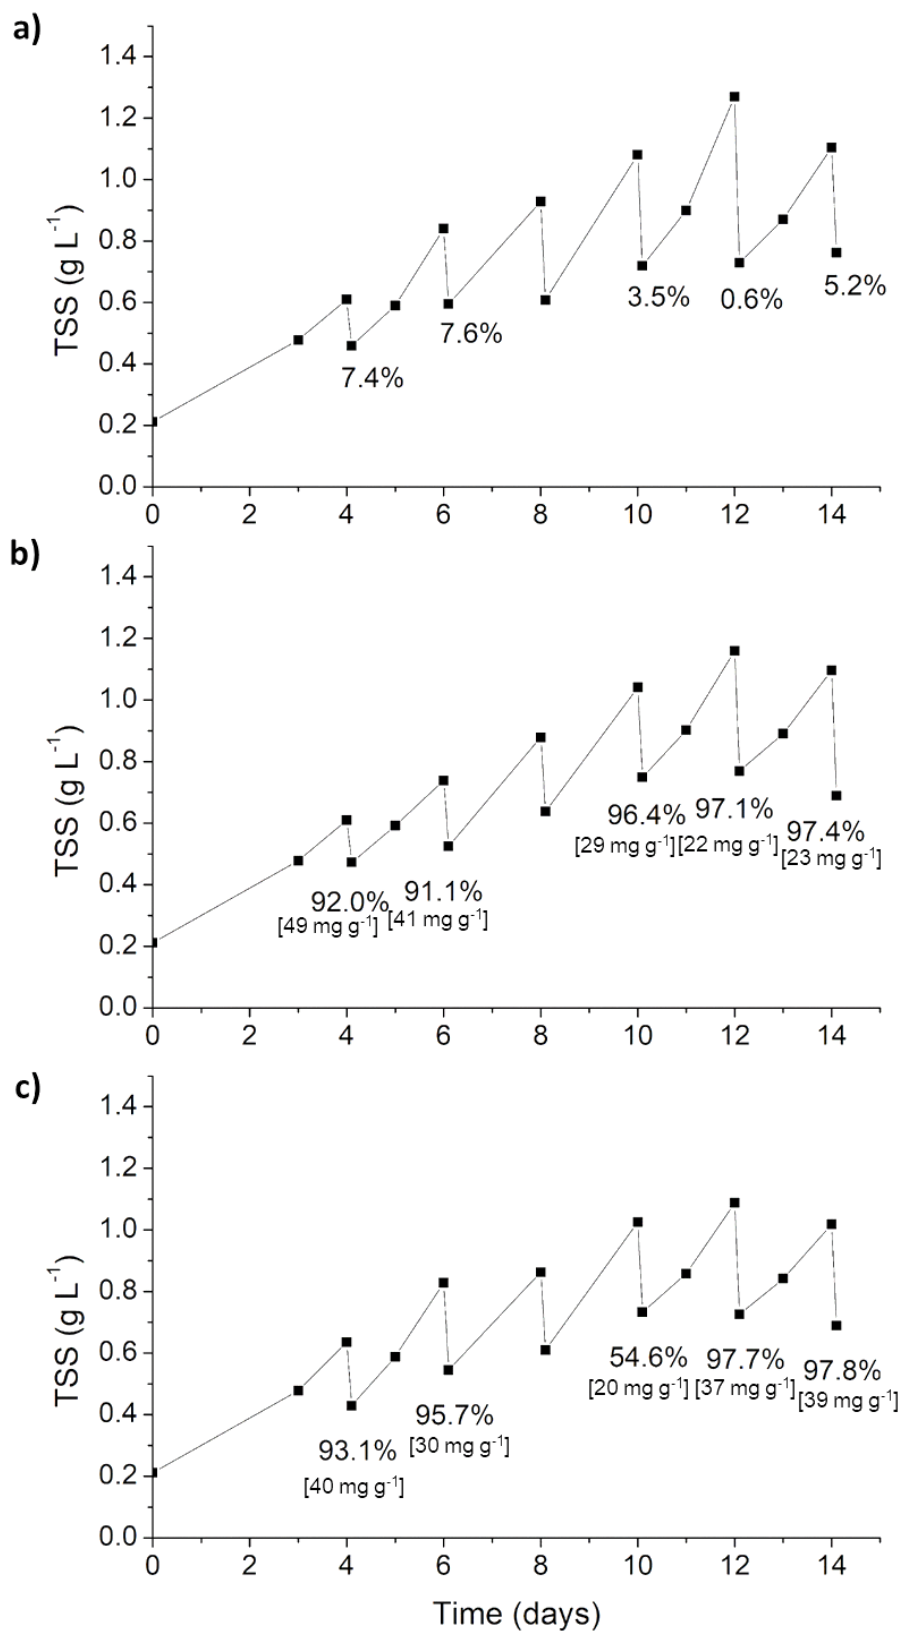 a)
TSS (g L⁻¹)
1.4
1.2
1.0
0.8
0.6
0.4
0.2
0.0
7.4%
7.6%
3.5%
0.6%
5.2%
0 2 4 6 8 10 12 14
b)
TSS (g L⁻¹)
1.4
1.2
1.0
0.8
0.6
0.4
0.2
0.0
92.0%
[49 mg g⁻¹]
91.1%
[41 mg g⁻¹]
96.4%
[29 mg g⁻¹]
97.1%
[22 mg g⁻¹]
97.4%
[23 mg g⁻¹]
0 2 4 6 8 10 12 14
c)
TSS (g L⁻¹)
1.4
1.2
1.0
0.8
0.6
0.4
0.2
0.0
93.1%
[40 mg g⁻¹]
95.7%
[30 mg g⁻¹]
54.6%
[20 mg g⁻¹]
97.7%
[37 mg g⁻¹]
97.8%
[39 mg g⁻¹]
0 2 4 6 8 10 12 14
Time (days)